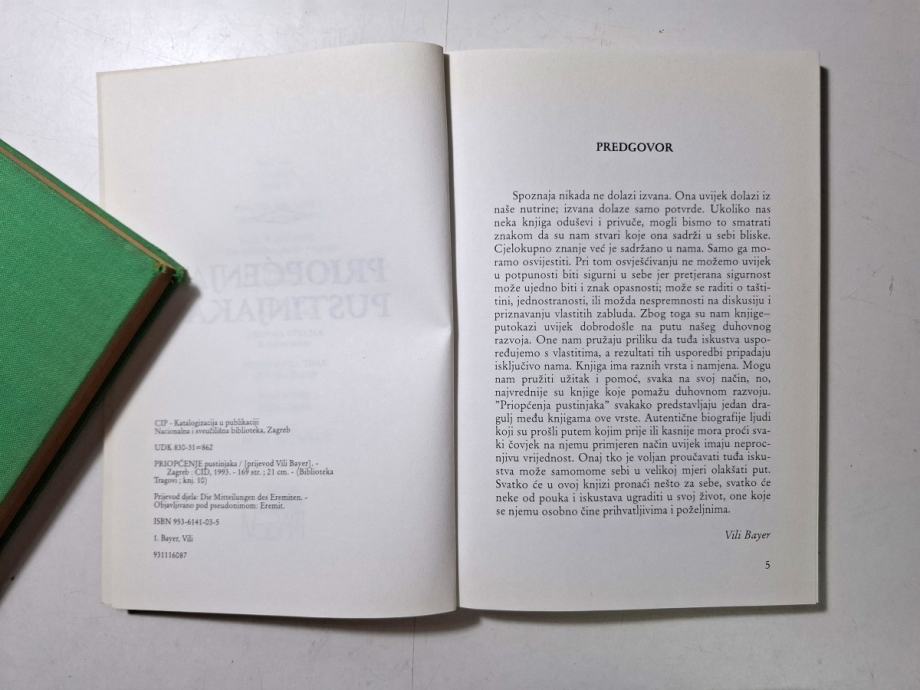 CIP - Katalogizacija u publikaciji
Nacionalna i sveučilišna biblioteka, Zagreb
UDK 830-31=862
PRIOPĆENJE pustinjaka / [prijevod Vili Bayer]. -
Zagreb : CID, 1993. - 169 str. ; 21 cm. - (Biblioteka
Tragovi ; knj. 10)
Prijevod djela: Die Mitteilungen des Eremiten. -
Objavljeno pod pseudonimom: Eremit.
ISBN 953-6141-03-5
1. Bayer, Vili
931116087
PRIOPĆENJA
PUSTINJAKA
PREDGOVOR
Spoznaja nikada ne dolazi izvana. Ona uvijek dolazi iz
naše nutrine; izvana dolaze samo potvrde. Ukoliko nas
neka knjiga oduševi i privuče, mogli bismo to smatrati
znakom da su nam stvari koje ona sadrži u sebi bliske.
Cjelokupno znanje već je sadržano u nama. Samo ga mo-
ramo osvijestiti. Pri tom osvješćivanju ne možemo uvijek
u potpunosti biti sigurni u sebe jer pretjerana sigurnost
može ujedno biti i znak opasnosti; može se raditi o tašti-
tini, jednostranosti, ili možda nespremnosti na diskusiju i
priznavanju vlastitih zabluda. Zbog toga su nam knjige–
putokazi uvijek dobrodošle na putu našeg duhovnog
razvoja. One nam pružaju priliku da tuđa iskustva uspo-
ređujemo s vlastitima, a rezultati tih usporedbi pripadaju
isključivo nama. Knjiga ima raznih vrsta i namjena. Mogu
nam pružiti užitak i pomoć, svaka na svoj način, no,
najvrednije su knjige koje pomažu duhovnom razvoju.
"Priopćenja pustinjaka" svakako predstavljaju jedan dra-
gulj među knjigama ove vrste. Autentične biografije ljudi
koji su prošli putem kojim prije ili kasnije mora proći sva-
ki čovjek na njemu primjeren način uvijek imaju neproc-
njivu vrijednost. Onaj tko je voljan proučavati tuđa isku-
stva može samomome sebi u velikoj mjeri olakšati put.
Svatko će u ovoj knjizi pronaći nešto za sebe, svatko će
neke od pouka i iskustava ugraditi u svoj život, one koje
se njemu osobno čine prihvatljivima i poželjnima.
Vili Bayer
5